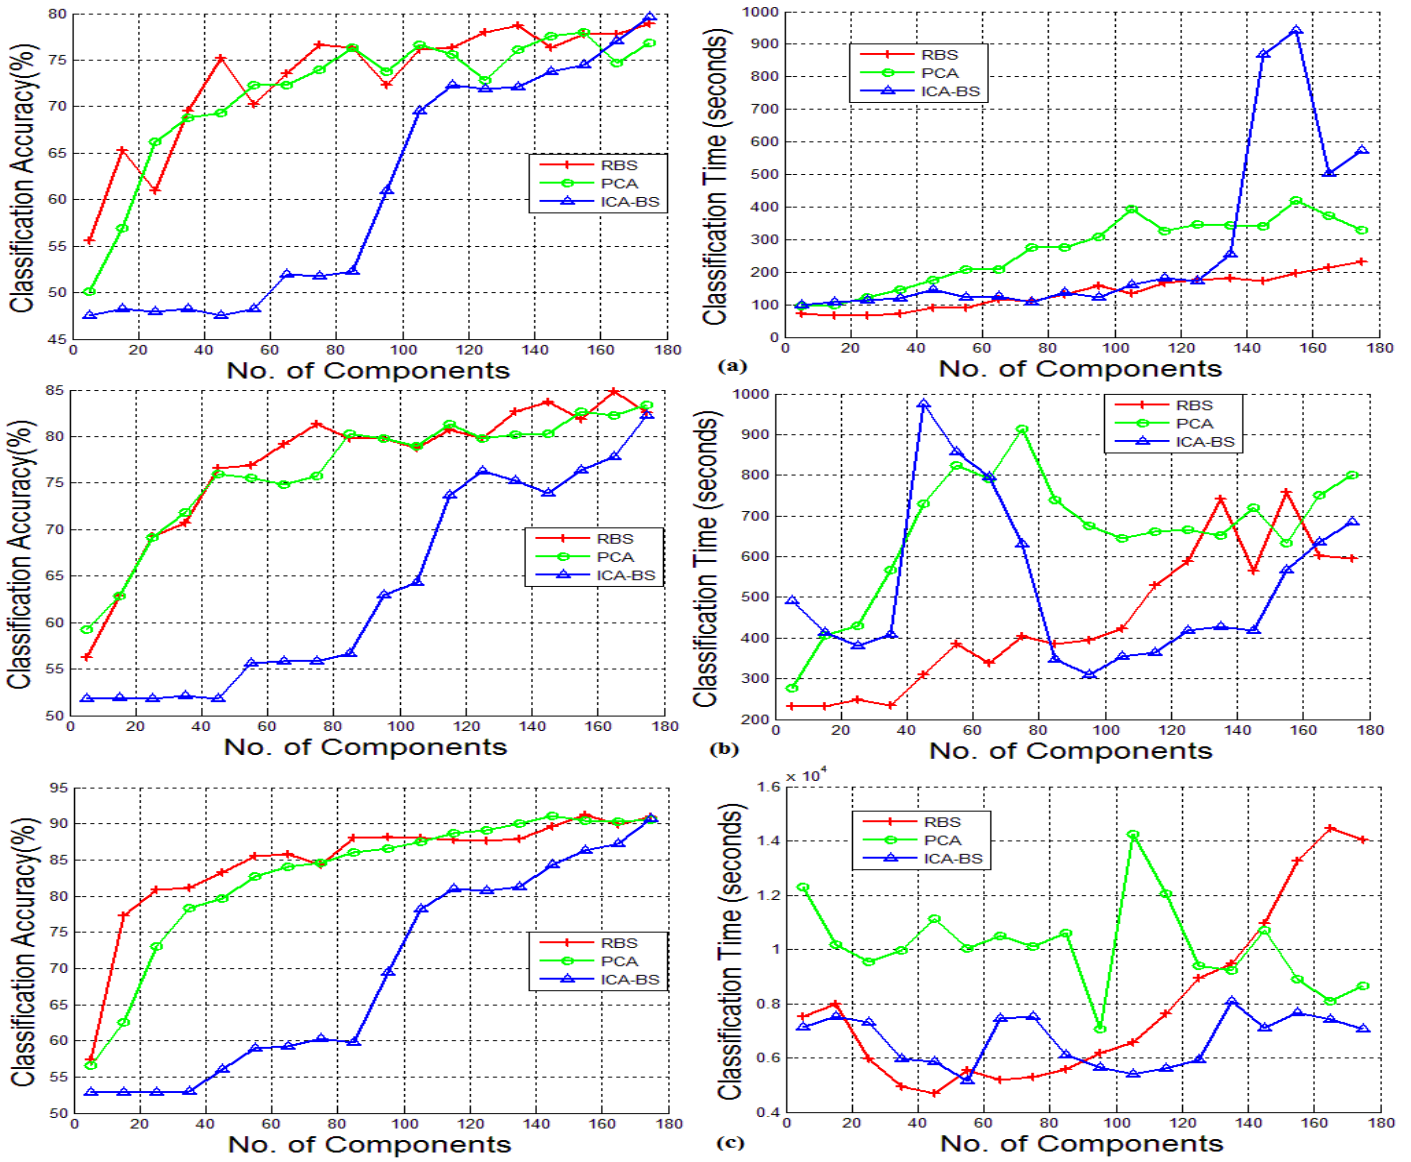 Classification Accuracy(%)
80
75
70
65
60
55
50
45
0 20 40 60 80 100 120 140 160 180
No. of Components
RBS
PCA
ICA-BS
Classification Time (seconds)
1000
900
800
700
600
500
400
300
200
100
0
0 20 40 60 80 100 120 140 160 180
No. of Components
RBS
PCA
ICA-BS
(a)
Classification Accuracy(%)
85
80
75
70
65
60
55
50
0 20 40 60 80 100 120 140 160 180
No. of Components
RBS
PCA
ICA-BS
Classification Time (seconds)
1000
900
800
700
600
500
400
300
200
0 20 40 60 80 100 120 140 160 180
No. of Components
RBS
PCA
ICA-BS
(b)
Classification Accuracy(%)
95
90
85
80
75
70
65
60
55
50
0 20 40 60 80 100 120 140 160 180
No. of Components
RBS
PCA
ICA-BS
Classification Time (seconds)
x 10^4
1.6
1.4
1.2
1
0.8
0.6
0.4
0 20 40 60 80 100 120 140 160 180
No. of Components
RBS
PCA
ICA-BS
(c)